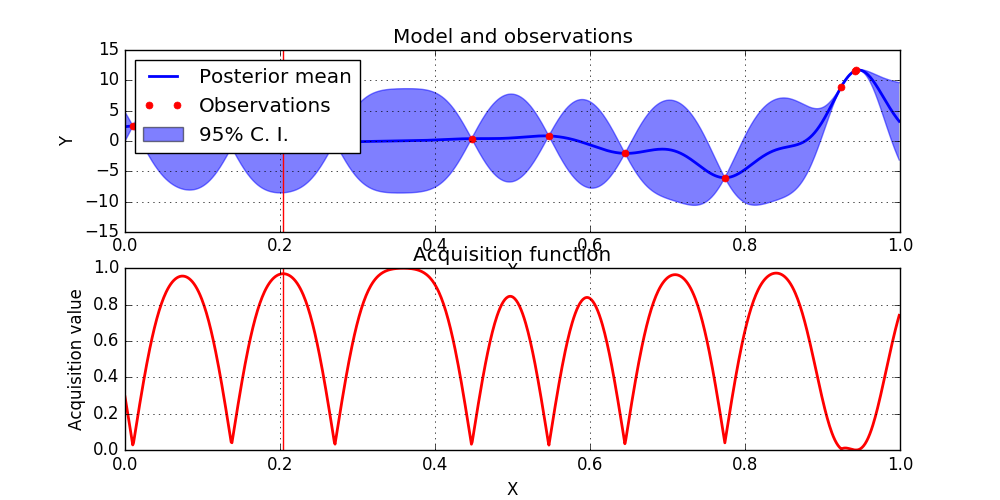 Model and observations
15
10
5
0
−5
−10
−15
Y
Posterior mean
Observations
95% C. I.
0.0 0.2 0.4 0.6 0.8 1.0
X
Acquisition function
1.0
0.8
0.6
0.4
0.2
0.0
Acquisition value
0.0 0.2 0.4 0.6 0.8 1.0
X